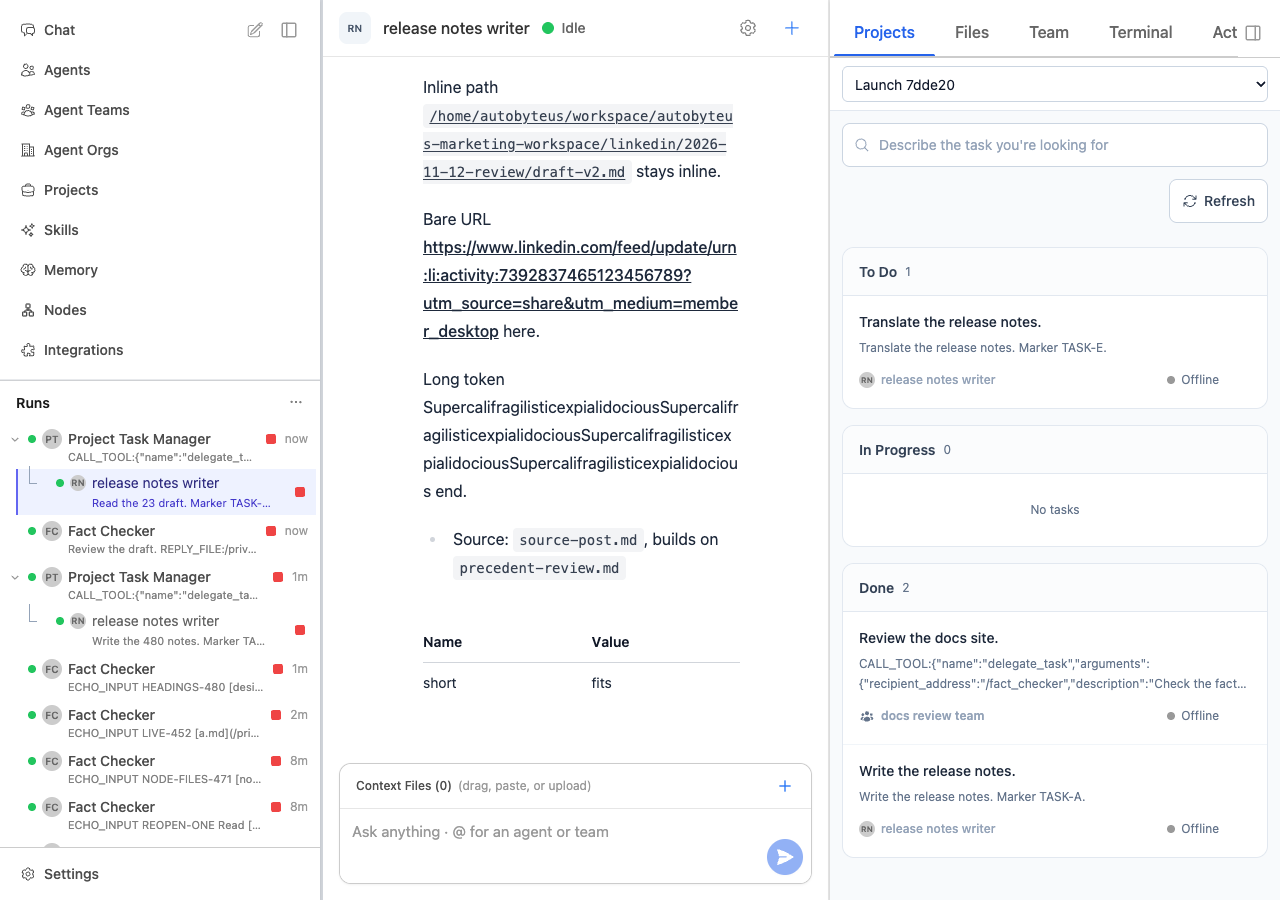 Chat
Agents
Agent Teams
Agent Orgs
Projects
Skills
Memory
Nodes
Integrations
Runs
PT Project Task Manager now
CALL_TOOL:{"name":"delegate_t...
RN release notes writer
Read the 23 draft. Marker TASK-...
FC Fact Checker now
Review the draft. REPLY_FILE:/priv...
PT Project Task Manager 1m
CALL_TOOL:{"name":"delegate_ta...
RN release notes writer
Write the 480 notes. Marker TA...
FC Fact Checker 1m
ECHO_INPUT HEADINGS-480 [desi...
FC Fact Checker 2m
ECHO_INPUT LIVE-452 [a.md](/pri...
FC Fact Checker 8m
ECHO_INPUT NODE-FILES-471 [no...
FC Fact Checker 8m
ECHO_INPUT REOPEN-ONE Read [...
Settings
RN release notes writer Idle
Inline path
/home/autobyteus/workspace/autobyteu
s-marketing-workspace/linkedin/2026-
11-12-review/draft-v2.md stays inline.
Bare URL
https://www.linkedin.com/feed/update/urn
:li:activity:7392837465123456789?
utm_source=share&utm_medium=membe
r_desktop here.
Long token
SupercalifragilisticexpialidociousSupercalifr
agilisticexpialidociousSupercalifragilisticex
pialidociousSupercalifragilisticexpialidociou
s end.
Source: source-post.md, builds on
precedent-review.md
Name Value
short fits
Context Files (0) (drag, paste, or upload)
Ask anything · @ for an agent or team
Projects Files Team Terminal Act
Launch 7dde20
Describe the task you're looking for
Refresh
To Do 1
Translate the release notes.
Translate the release notes. Marker TASK-E.
RN release notes writer Offline
In Progress 0
No tasks
Done 2
Review the docs site.
CALL_TOOL:{"name":"delegate_task","arguments":
{"recipient_address":"/fact_checker","description":"Check the fact...
docs review team Offline
Write the release notes.
Write the release notes. Marker TASK-A.
RN release notes writer Offline